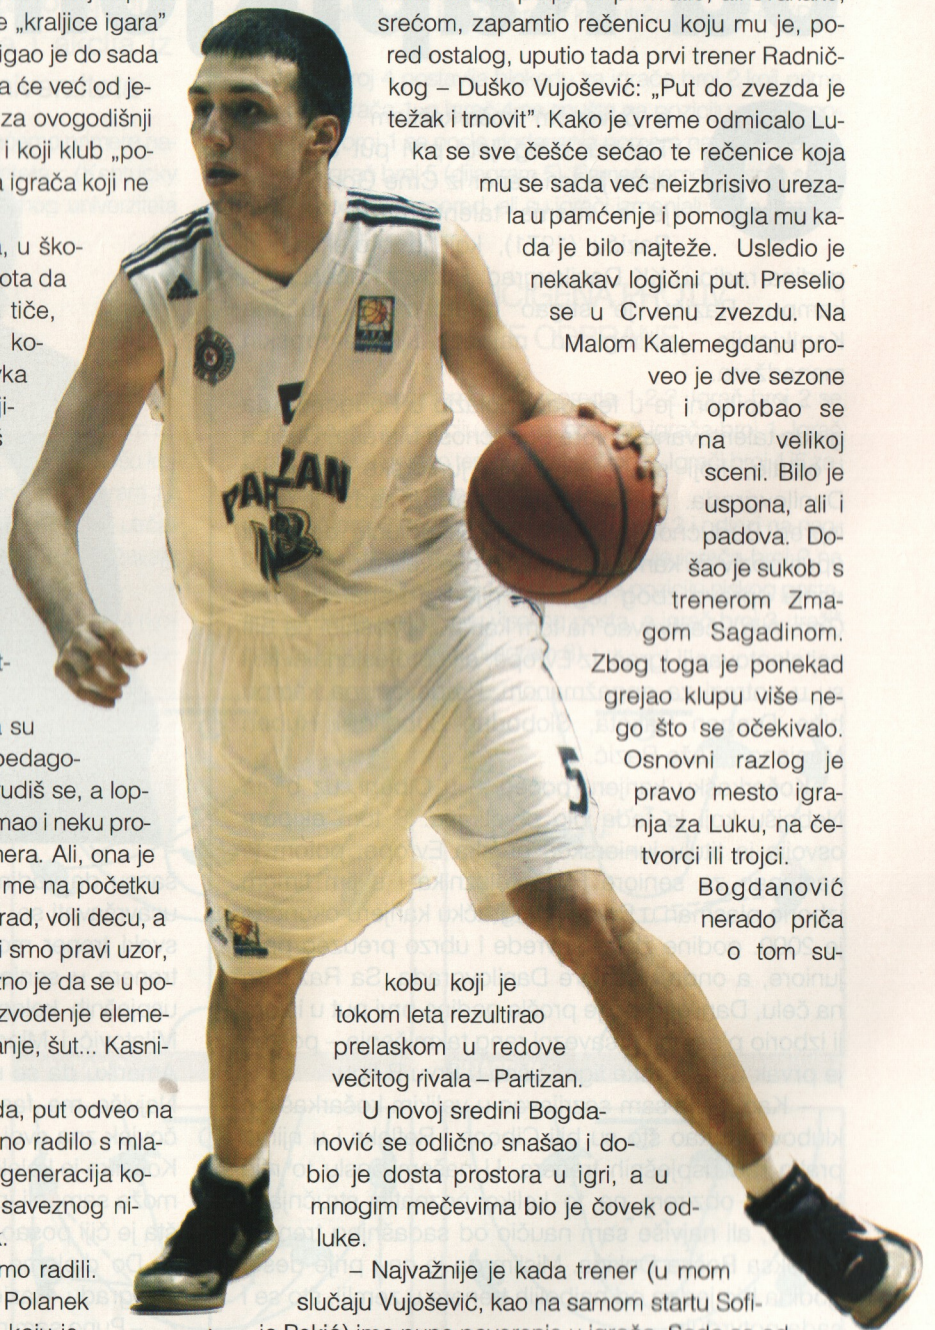 e „kraljice igara”
igao je do sada
a će već od je-
za ovogodišnji
i koji klub „po-
a igrača koji ne
, u ško-
ota da
tiče,
ko-
ka
ji-
t-
su
pedago-
rudiš se, a lop-
mao i neku pro-
nera. Ali, ona je
me na početku
rad, voli decu, a
i smo pravi uzor,
žno je da se u po-
zvođenje eleme-
anje, šut... Kasni-
da, put odveo na
no radilo s mla-
generacija ko-
saveznog ni-
mo radili.
Polanek
srećom, zapamtio rečenicu koju mu je, po-
red ostalog, uputio tada prvi trener Radnič-
kog – Duško Vujošević: „Put do zvezda je
težak i trnovit”. Kako je vreme odmicalo Lu-
ka se sve češće sećao te rečenice koja
mu se sada već neizbrisivo ureza-
la u pamćenje i pomogla mu ka-
da je bilo najteže. Usledio je
nekakav logični put. Preselio
se u Crvenu zvezdu. Na
Malom Kalemegdanu pro-
veo je dve sezone
i oprobao se
na velikoj
sceni. Bilo je
uspona, ali i
padova. Do-
šao je sukob s
trenerom Zma-
gom Sagadinom.
Zbog toga je ponekad
grejao klupu više ne-
go što se očekivalo.
Osnovni razlog je
pravo mesto igra-
nja za Luku, na če-
tvorci ili trojci.
Bogdanović
nerado priča
o tom su-
kobu koji je
tokom leta rezultirao
prelaskom u redove
večitog rivala – Partizan.
U novoj sredini Bogda-
nović se odlično snašao i do-
bio je dosta prostora u igri, a u
mnogim mečevima bio je čovek od-
luke.
– Najvažnije je kada trener (u mom
slučaju Vujošević, kao na samom startu Sofi-
PARTIZAN
5